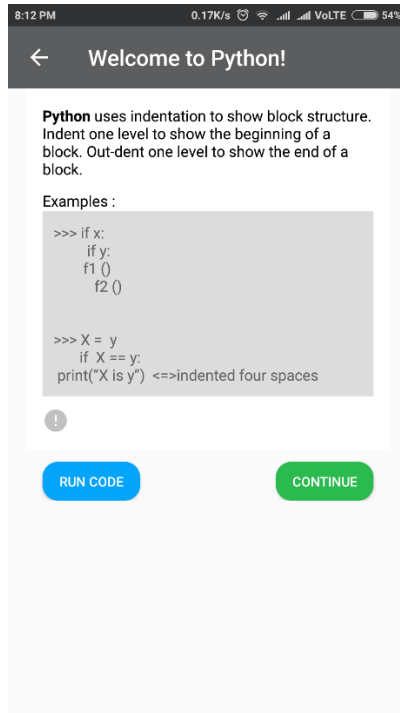 8:12 PM 0.17K/s VoLTE 54%
Welcome to Python!
Python uses indentation to show block structure.
Indent one level to show the beginning of a
block. Out-dent one level to show the end of a
block.
Examples :
>>> if x:
if y:
f1 ()
f2 ()
>>> X = y
if X == y:
print(“X is y”) <=>indented four spaces
RUN CODE
CONTINUE